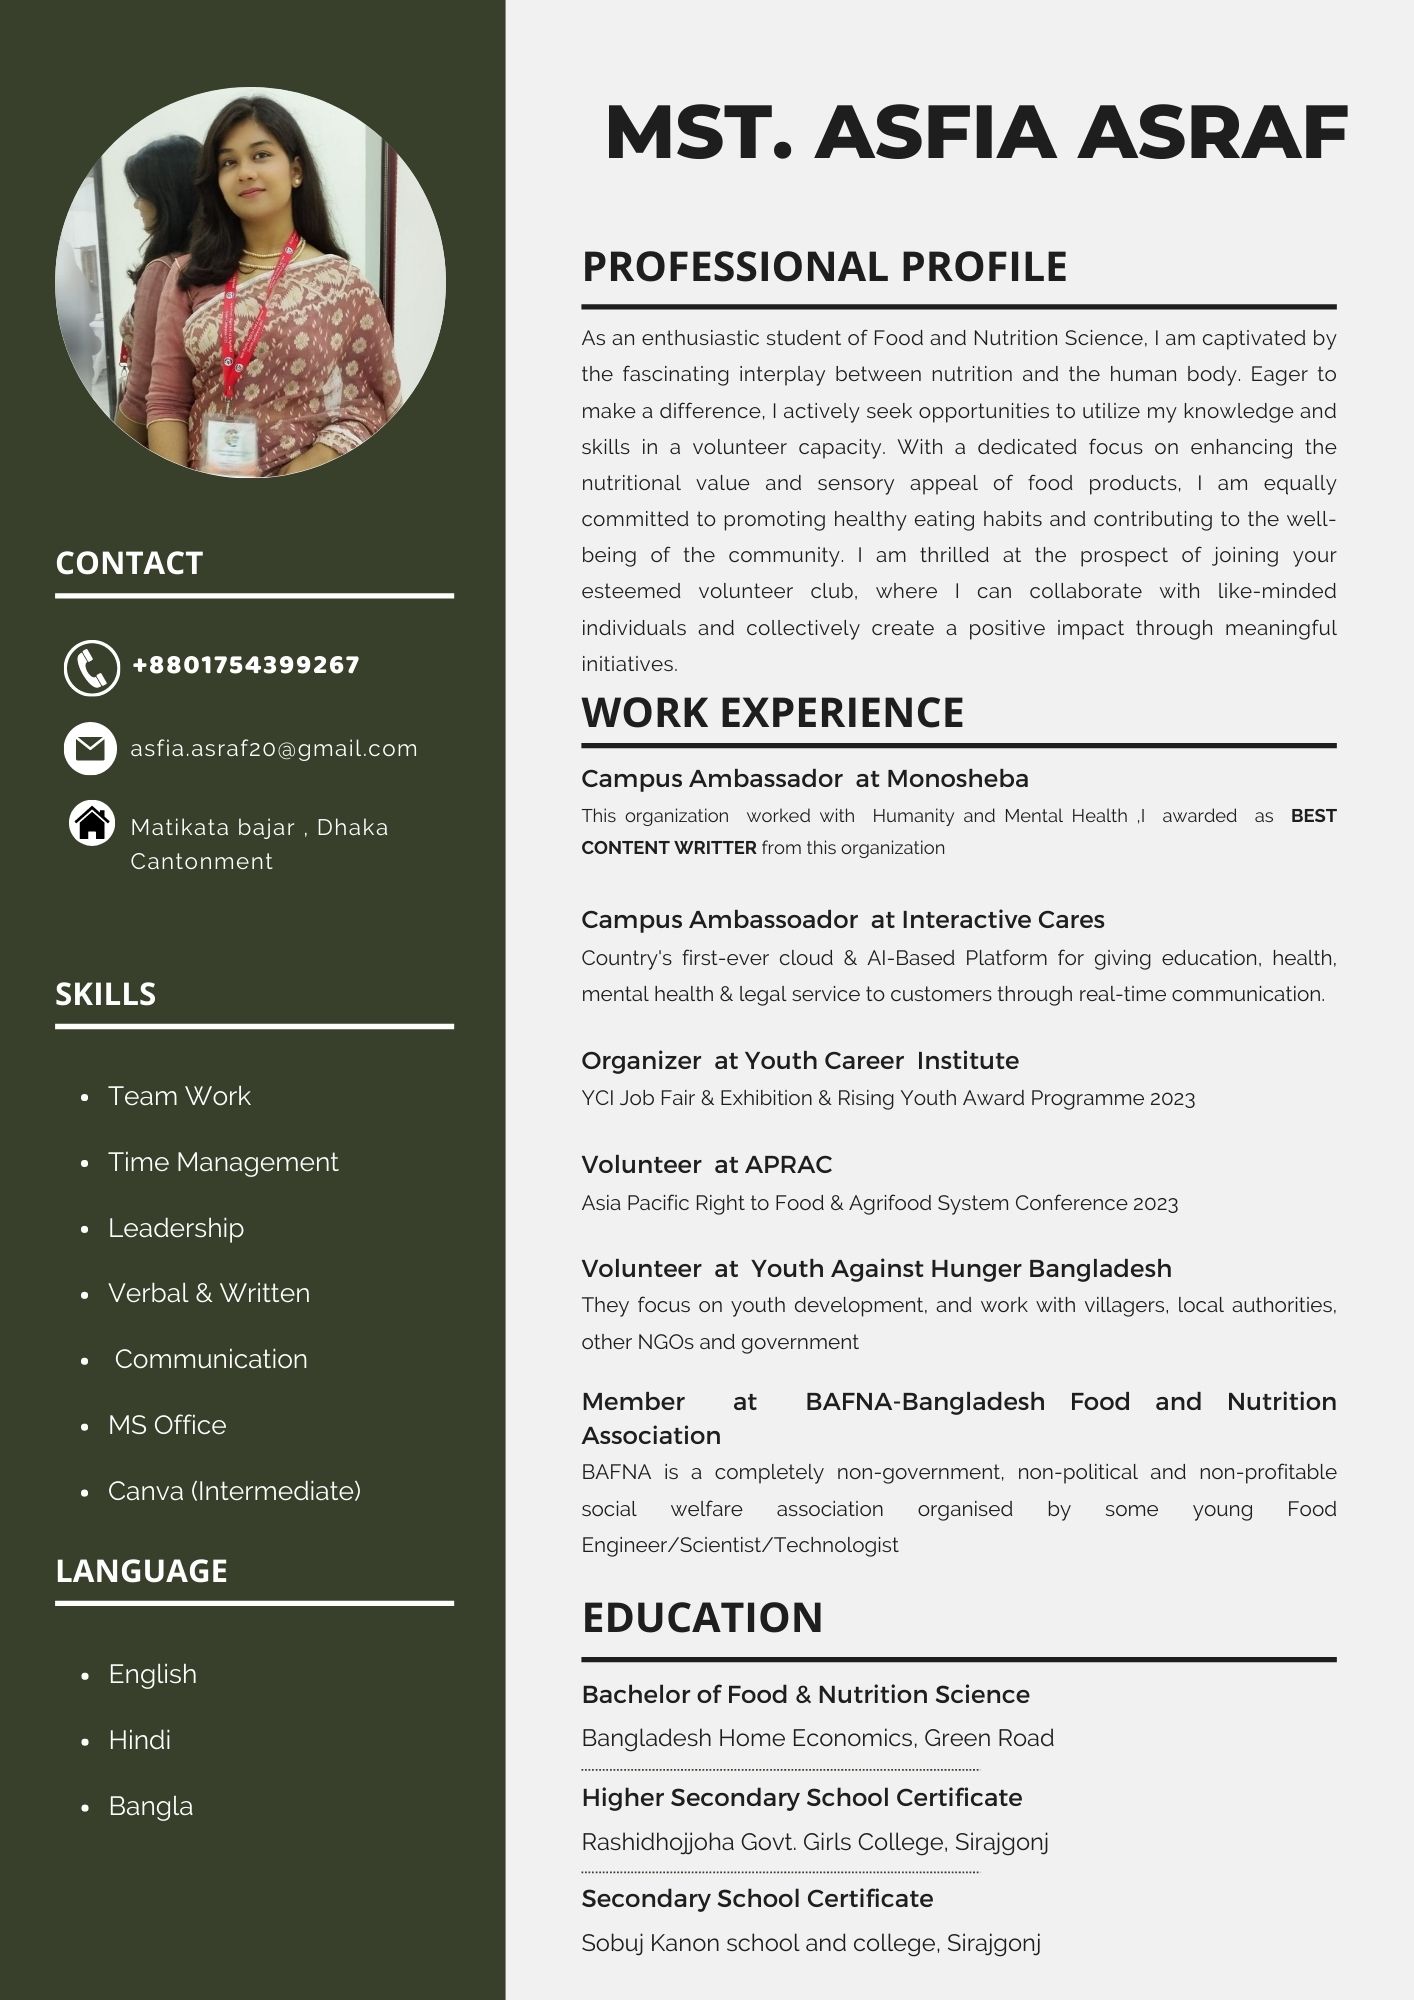 MST. ASFIA ASRAF
CONTACT
+8801754399267
asfia.asraf20@gmail.com
Matikata bajar , Dhaka
Cantonment
SKILLS
Team Work
Time Management
Leadership
Verbal & Written
Communication
MS Office
Canva (Intermediate)
LANGUAGE
English
Hindi
Bangla
PROFESSIONAL PROFILE
As an enthusiastic student of Food and Nutrition Science, I am captivated by
the fascinating interplay between nutrition and the human body. Eager to
make a difference, I actively seek opportunities to utilize my knowledge and
skills in a volunteer capacity. With a dedicated focus on enhancing the
nutritional value and sensory appeal of food products, I am equally
committed to promoting healthy eating habits and contributing to the well-
being of the community. I am thrilled at the prospect of joining your
esteemed volunteer club, where I can collaborate with like-minded
individuals and collectively create a positive impact through meaningful
initiatives.
WORK EXPERIENCE
Campus Ambassador at Monosheba
This organization worked with Humanity and Mental Health ,I awarded as BEST
CONTENT WRITTER from this organization
Campus Ambassoador at Interactive Cares
Country's first-ever cloud & AI-Based Platform for giving education, health,
mental health & legal service to customers through real-time communication.
Organizer at Youth Career Institute
YCI Job Fair & Exhibition & Rising Youth Award Programme 2023
Volunteer at APRAC
Asia Pacific Right to Food & Agrifood System Conference 2023
Volunteer at Youth Against Hunger Bangladesh
They focus on youth development, and work with villagers, local authorities,
other NGOs and government
Member at BAFNA-Bangladesh Food and Nutrition
Association
BAFNA is a completely non-government, non-political and non-profitable
social welfare association organised by some young Food
Engineer/Scientist/Technologist
EDUCATION
Bachelor of Food & Nutrition Science
Bangladesh Home Economics, Green Road
Higher Secondary School Certificate
Rashidhojjoha Govt. Girls College, Sirajgonj
Secondary School Certificate
Sobuj Kanon school and college, Sirajgonj